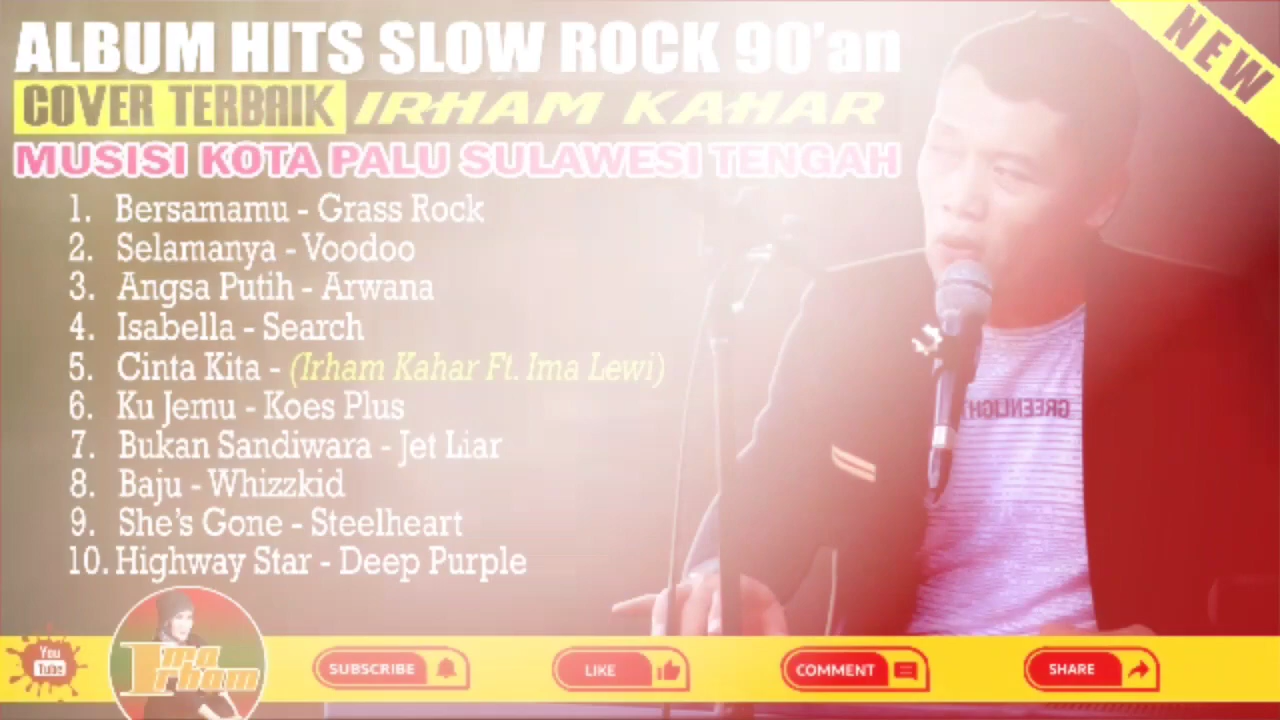 ALBUM HITS SLOW ROCK 90'an
NEW
COVER TERBAIK IRHAM KAHAR
MUSISI KOTA PALU SULAWESI TENGAH
1. Bersamamu - Grass Rock
2. Selamanya - Voodoo
3. Angsa Putih - Arwana
4. Isabella - Search
5. Cinta Kita - (Irham Kahar Ft. Ima Lewi)
6. Ku Jemu - Koes Plus
7. Bukan Sandiwara - Jet Liar
8. Baju - Whizzkid
9. She's Gone - Steelheart
10. Highway Star - Deep Purple
GREENLIGHT
You
Tube
Ima
Irham
SUBSCRIBE
LIKE
COMMENT
SHARE